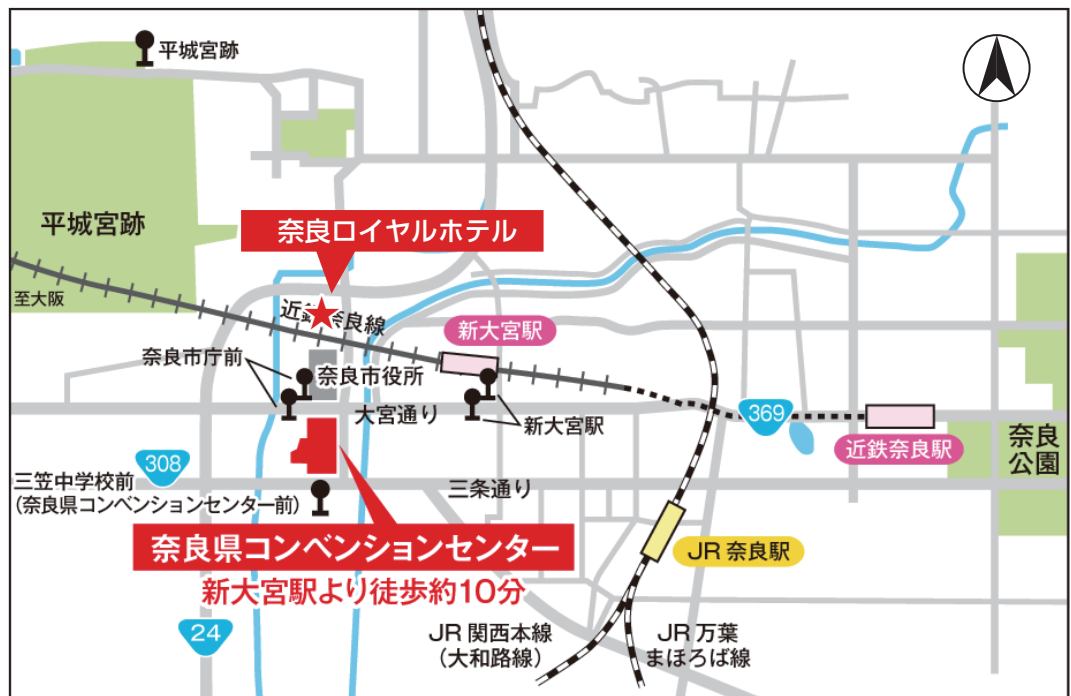 平城宮跡
平城宮跡
奈良ロイヤルホテル
至大阪
近鉄奈良線
新大宮駅
奈良市庁前
奈良市役所
大宮通り
新大宮駅
369
近鉄奈良駅
奈良
公園
308
三笠中学校前
(奈良県コンベンションセンター前)
三条通り
奈良県コンベンションセンター
新大宮駅より徒歩約10分
JR 奈良駅
24
JR 関西本線
(大和路線)
JR 万葉
まほろば線